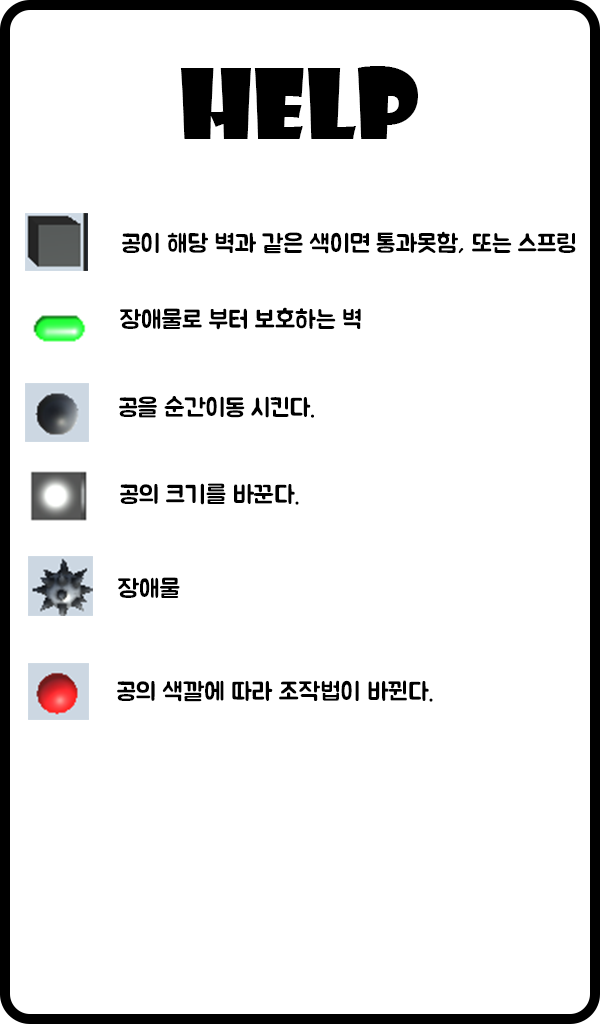 HELP
공이 해당 벽과 같은 색이면 통과못함, 또는 스프링
장애물로 부터 보호하는 벽
공을 순간이동 시킨다.
공의 크기를 바꾼다.
장애물
공의 색깔에 따라 조작법이 바뀐다.